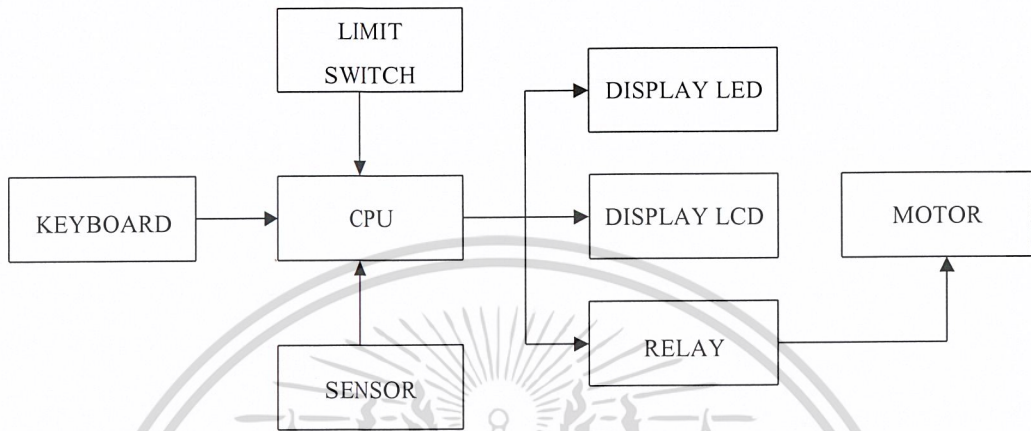 LIMIT
SWITCH
DISPLAY LED
KEYBOARD
CPU
DISPLAY LCD
MOTOR
SENSOR
RELAY